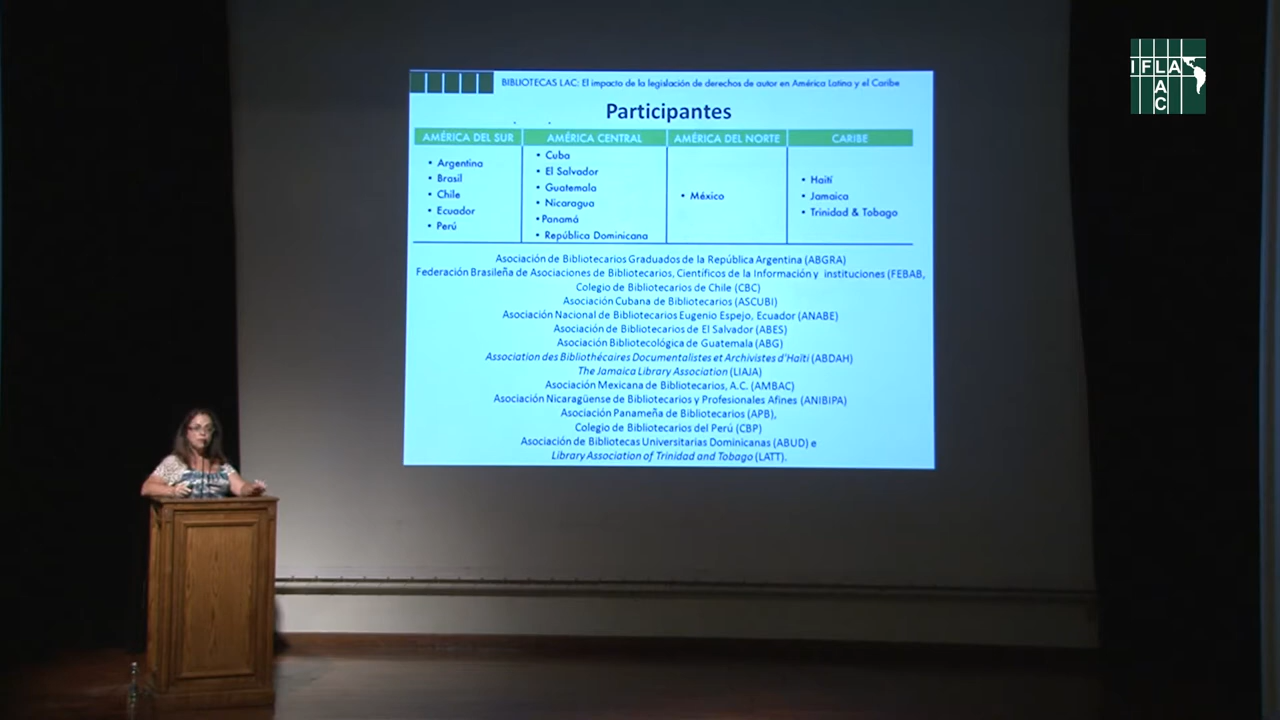 IFLA
LAC
BIBLIOTECAS LAC: El impacto de la legislación de derechos de autor en América Latina y el Caribe
Participantes
AMÉRICA DEL SUR
• Argentina
• Brasil
• Chile
• Ecuador
• Perú
AMÉRICA CENTRAL
• Cuba
• El Salvador
• Guatemala
• Nicaragua
•Panamá
• República Dominicana
AMÉRICA DEL NORTE
• México
CARIBE
• Haití
• Jamaica
• Trinidad & Tobago
Asociación de Bibliotecarios Graduados de la República Argentina (ABGRA)
Federación Brasileña de Asociaciones de Bibliotecarios, Científicos de la Información y instituciones (FEBAB,
Colegio de Bibliotecarios de Chile (CBC)
Asociación Cubana de Bibliotecarios (ASCUBI)
Asociación Nacional de Bibliotecarios Eugenio Espejo, Ecuador (ANABE)
Asociación de Bibliotecarios de El Salvador (ABES)
Asociación Bibliotecológica de Guatemala (ABG)
Association des Bibliothécaires Documentalistes et Archivistes d'Haïti (ABDAH)
The Jamaica Library Association (LIAJA)
Asociación Mexicana de Bibliotecarios, A.C. (AMBAC)
Asociación Nicaragüense de Bibliotecarios y Profesionales Afines (ANIBIPA)
Asociación Panameña de Bibliotecarios (APB),
Colegio de Bibliotecarios del Perú (CBP)
Asociación de Bibliotecas Universitarias Dominicanas (ABUD) e
Library Association of Trinidad and Tobago (LATT).